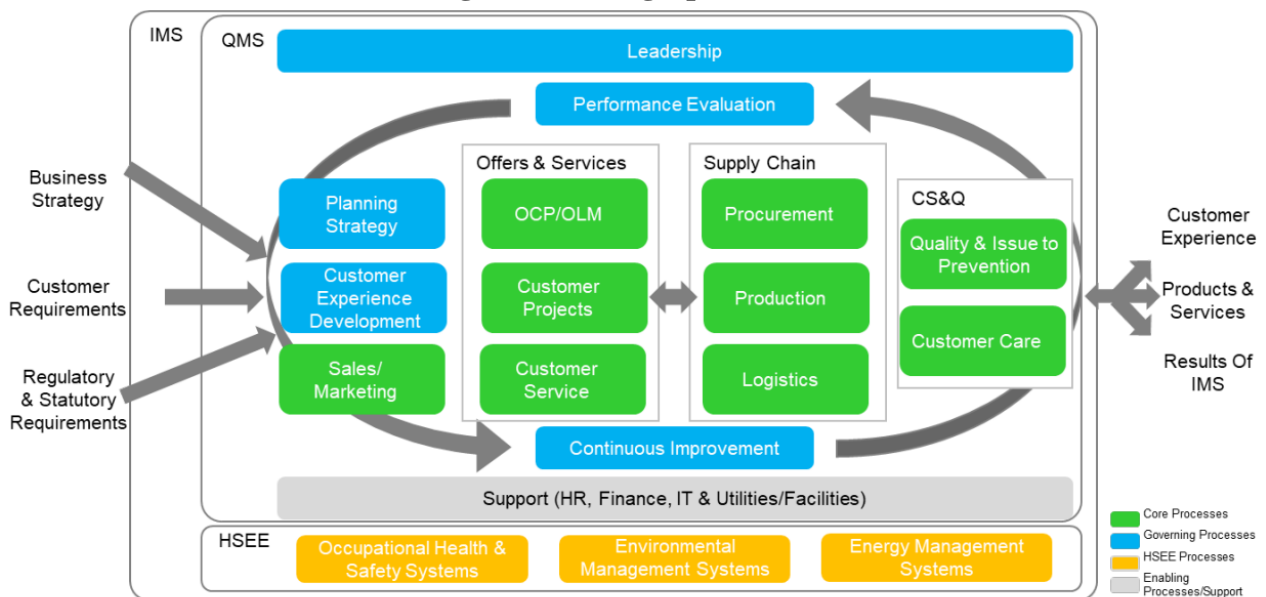 IMS
QMS
Leadership
Performance Evaluation
Business
Strategy
Customer
Requirements
Regulatory
& Statutory
Requirements
Planning
Strategy
Customer
Experience
Development
Sales/
Marketing
Offers & Services
OCP/OLM
Customer
Projects
Customer
Service
Supply Chain
Procurement
Production
Logistics
CS&Q
Quality & Issue to
Prevention
Customer Care
Customer
Experience
Products &
Services
Results Of
IMS
Continuous Improvement
Support (HR, Finance, IT & Utilities/Facilities)
HSEE
Occupational Health &
Safety Systems
Environmental
Management Systems
Energy Management
Systems
Core Processes
Governing Processes
HSEE Processes
Enabling
Processes/Support